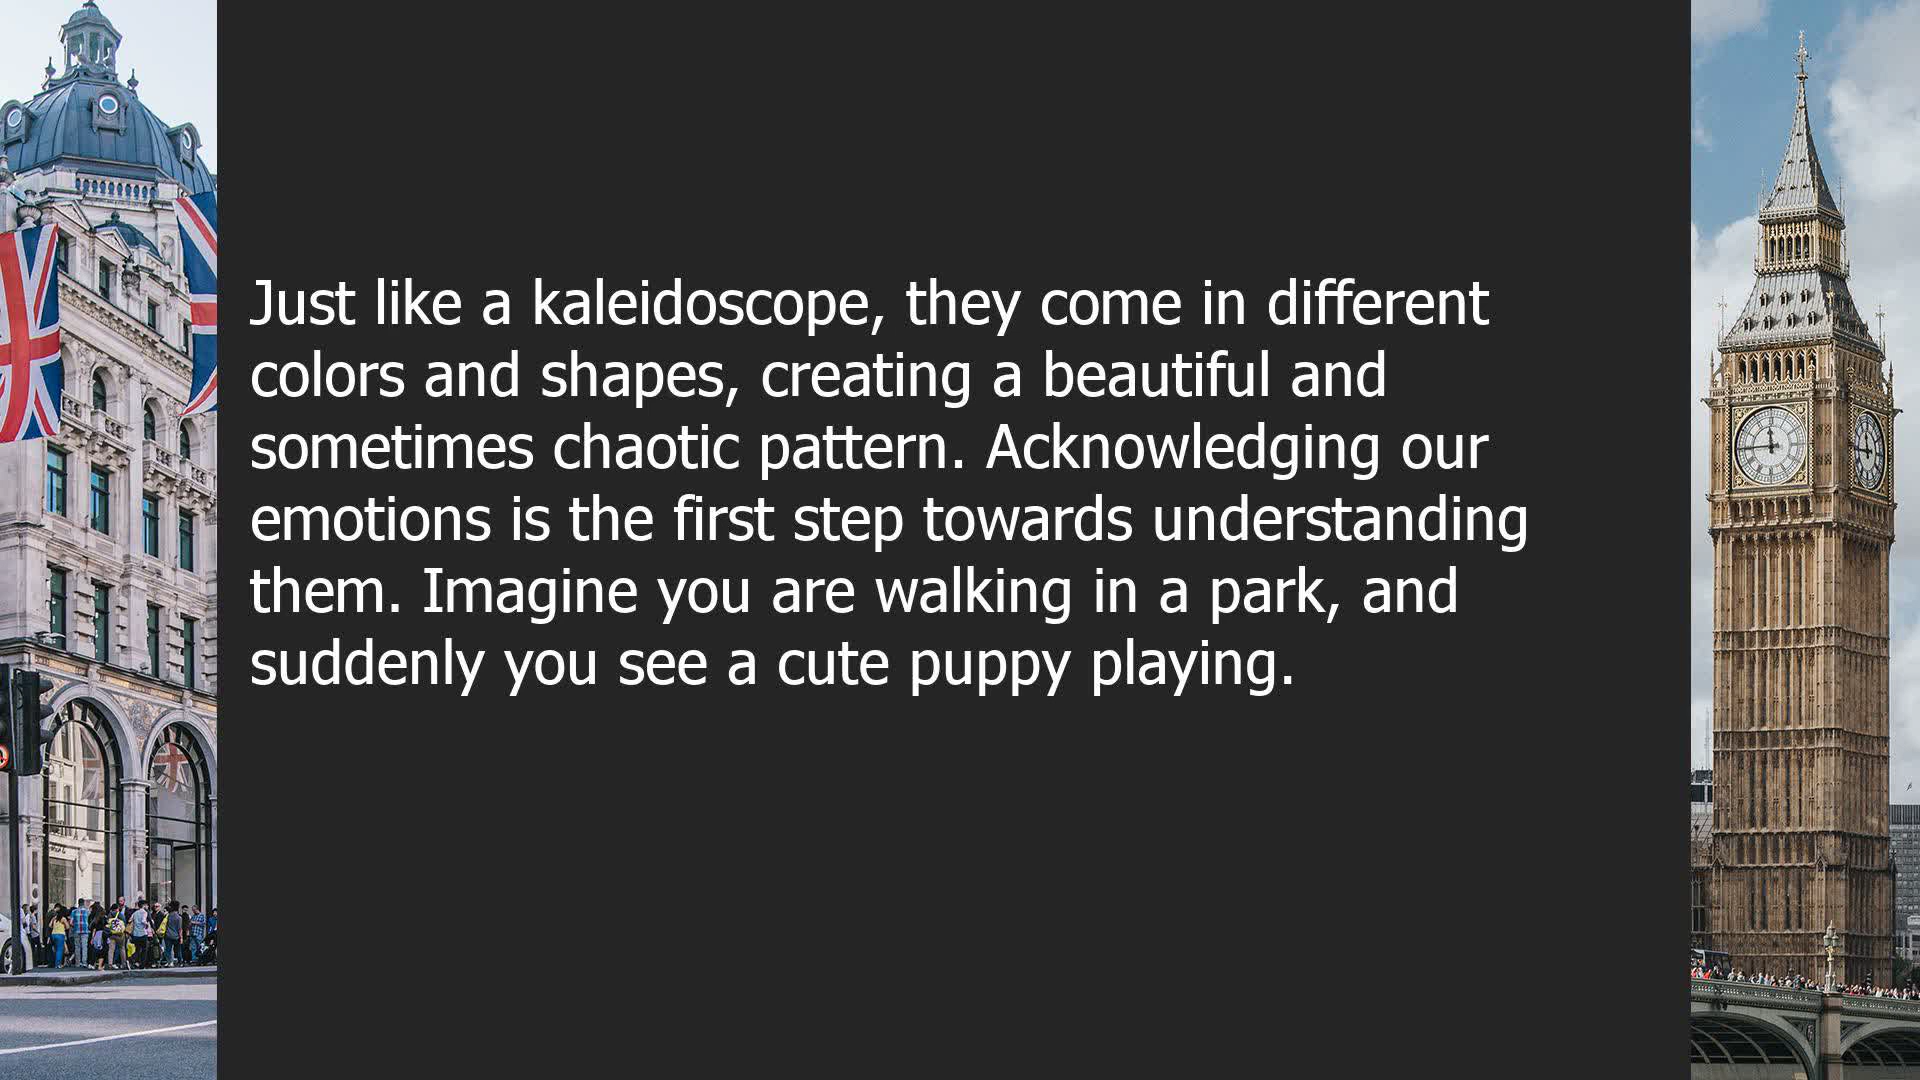 Just like a kaleidoscope, they come in different
colors and shapes, creating a beautiful and
sometimes chaotic pattern. Acknowledging our
emotions is the first step towards understanding
them. Imagine you are walking in a park, and
suddenly you see a cute puppy playing.